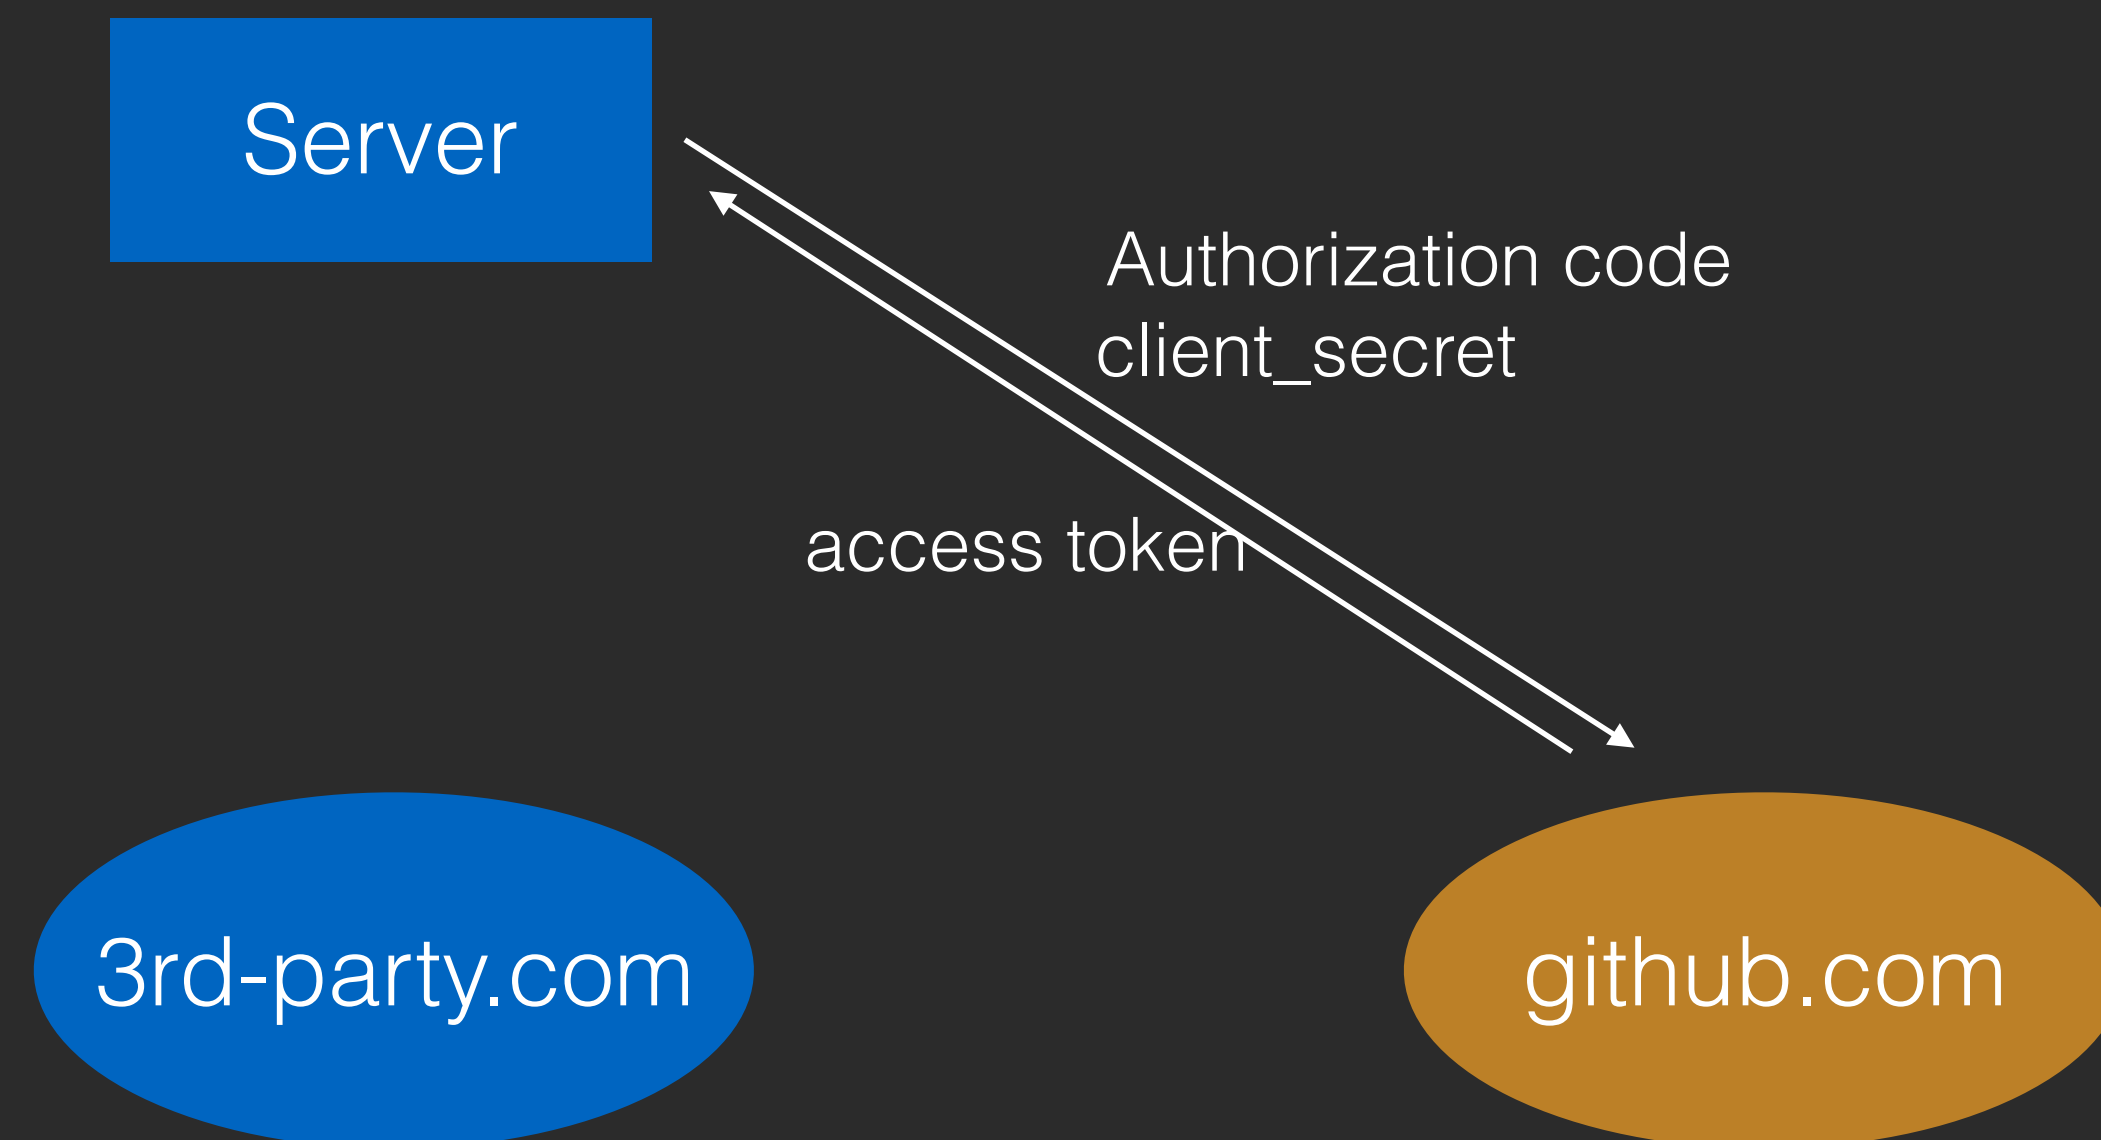 Server
Authorization code
client_secret
access token
3rd-party.com
github.com